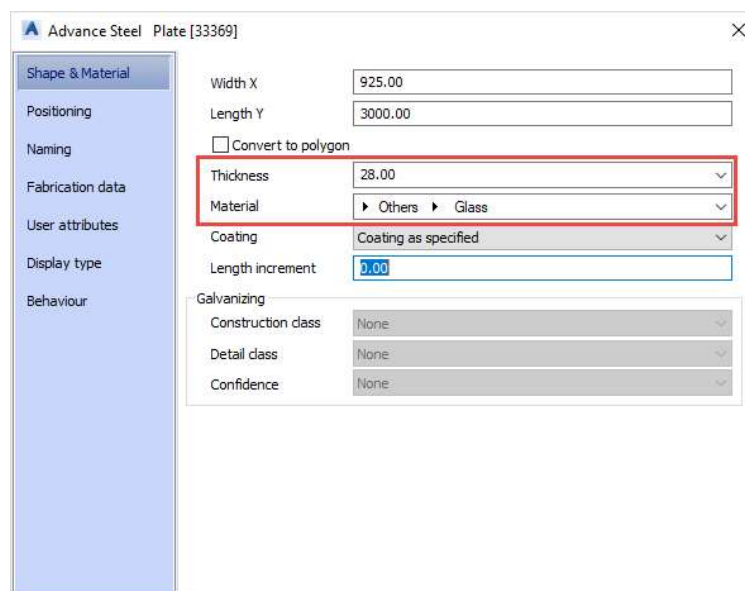 Advance Steel Plate [33369]
Shape & Material
Positioning
Naming
Fabrication data
User attributes
Display type
Behaviour
Width X 925.00
Length Y 3000.00
Convert to polygon
Thickness 28.00
Material Others Glass
Coating Coating as specified
Length increment 0.00
Galvanizing
Construction class None
Detail class None
Confidence None